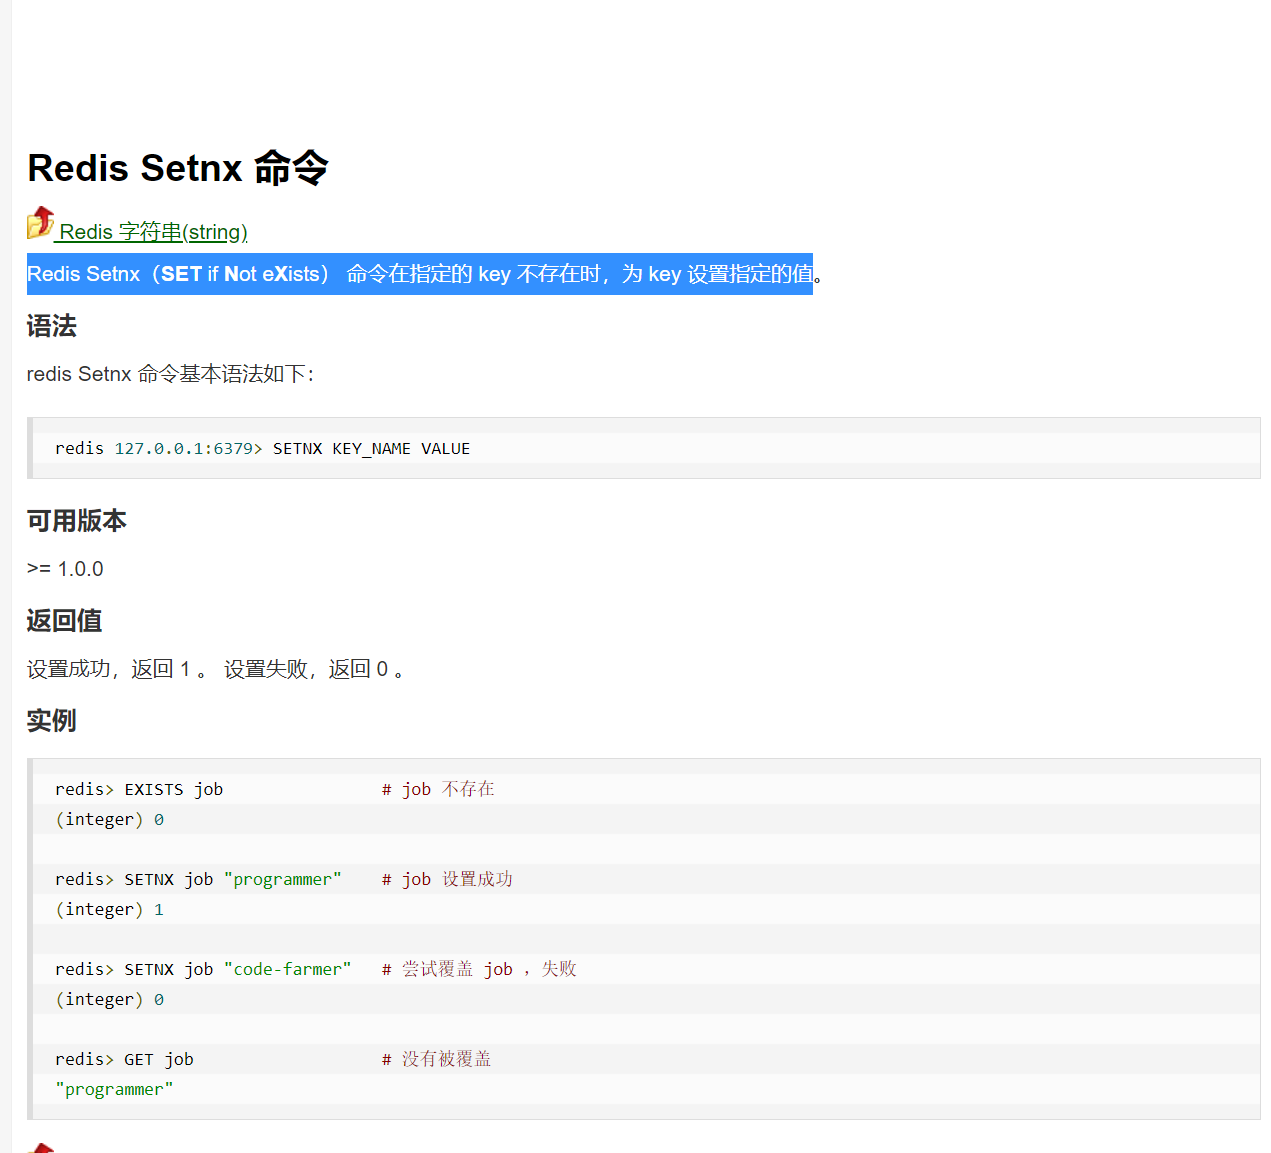 Redis Setnx 命令
Redis 字符串(string)
Redis Setnx（SET if Not eXists） 命令在指定的 key 不存在时，为 key 设置指定的值。
语法
redis Setnx 命令基本语法如下：
redis 127.0.0.1:6379> SETNX KEY_NAME VALUE
可用版本
>= 1.0.0
返回值
设置成功，返回 1 。 设置失败，返回 0 。
实例
redis> EXISTS job                # job 不存在
(integer) 0
redis> SETNX job "programmer"    # job 设置成功
(integer) 1
redis> SETNX job "code-farmer"   # 尝试覆盖 job ，失败
(integer) 0
redis> GET job                   # 没有被覆盖
"programmer"